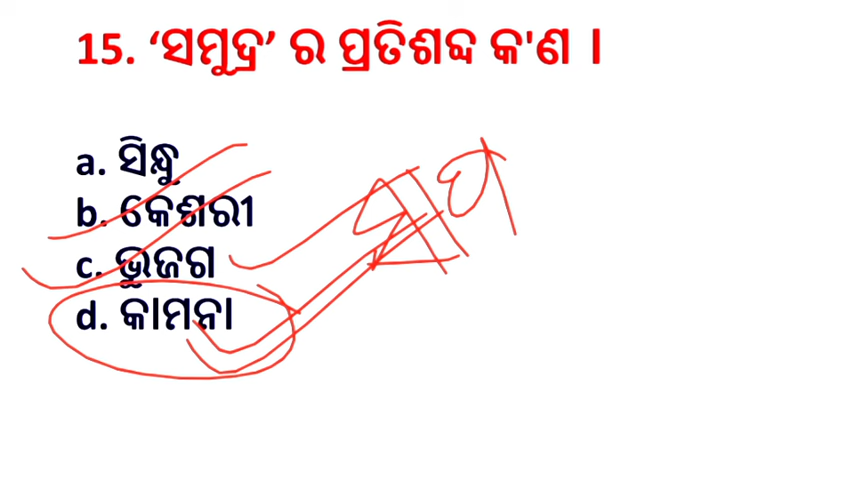 15. ‘ସମୁଦ୍ର’ ର ପ୍ରତିଶବ୍ଦ କ'ଣ ।
a. ସିନ୍ଧୁ
b. କେଶରୀ
c. ଭୁଜଗ
d. କାମନା